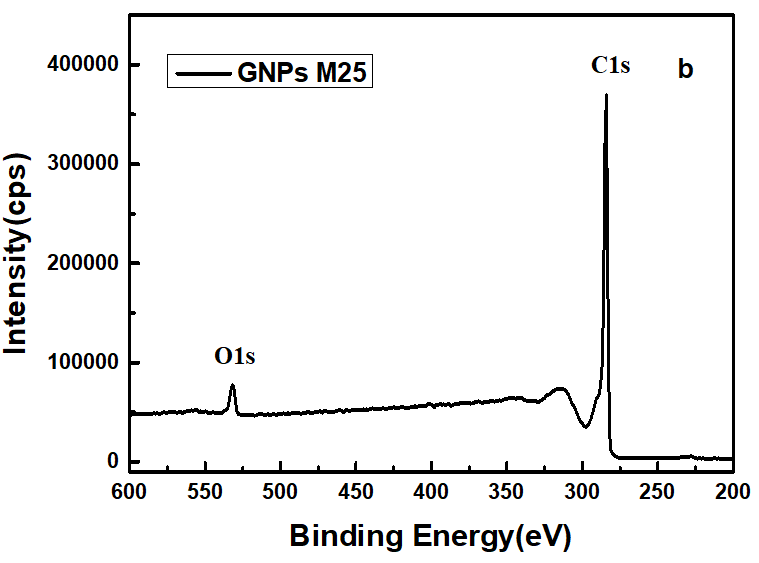 GNPs M25
C1s
b
O1s
Intensity(cps)
400000
300000
200000
100000
0
600 550 500 450 400 350 300 250 200
Binding Energy(eV)